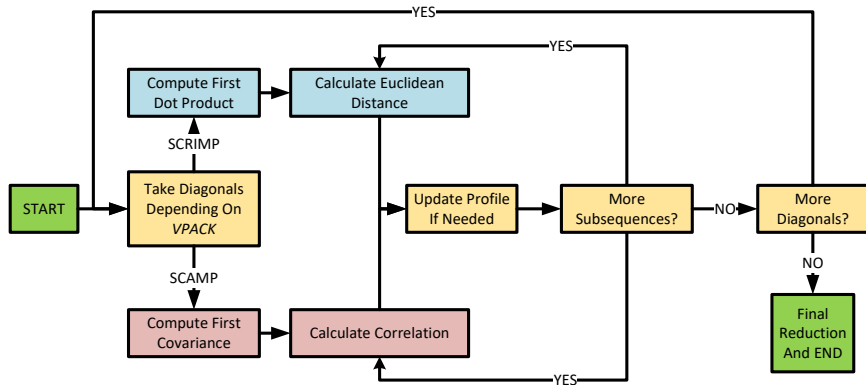 YES
YES
Compute First
Dot Product
Calculate Euclidean
Distance
SCRIMP
START
Take Diagonals
Depending On
VPACK
Update Profile
If Needed
More
Subsequences?
NO
More
Diagonals?
SCAMP
NO
Compute First
Covariance
Calculate Correlation
Final
Reduction
And END
YES